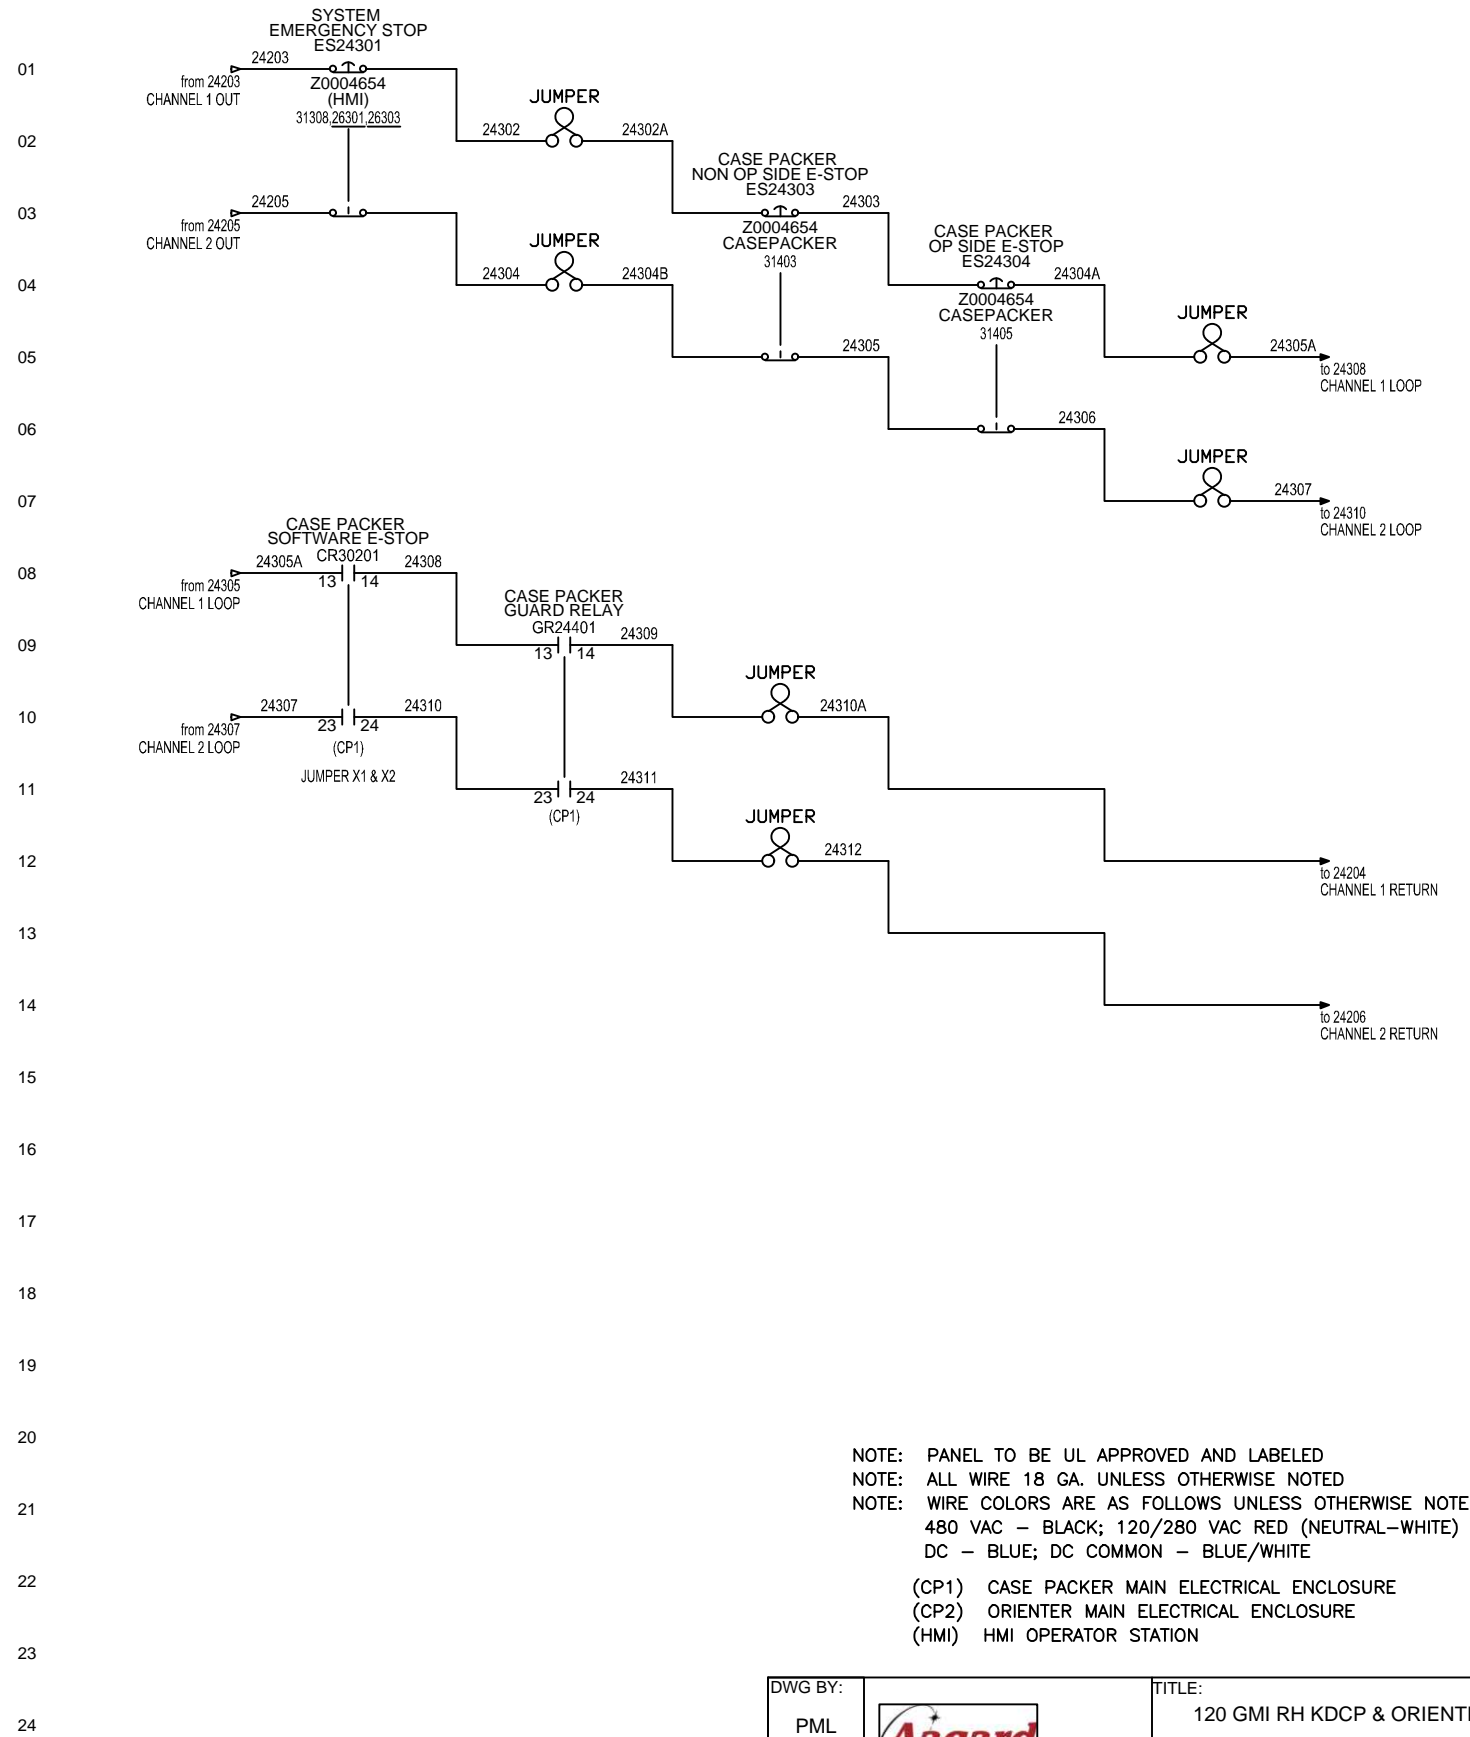 SYSTEM
EMERGENCY STOP
ES24301
01
24203
from 24203
CHANNEL 1 OUT
Z0004654
(HMI)
31308,26301,26303
JUMPER
02
24302
24302A
CASE PACKER
NON OP SIDE E-STOP
ES24303
03
24205
24303
from 24205
CHANNEL 2 OUT
Z0004654
CASEPACKER
31403
JUMPER
CASE PACKER
OP SIDE E-STOP
ES24304
04
24304
24304B
24304A
Z0004654
CASEPACKER
31405
JUMPER
05
24305
24305A
to 24308
CHANNEL 1 LOOP
06
24306
JUMPER
07
24307
to 24310
CHANNEL 2 LOOP
CASE PACKER
SOFTWARE E-STOP
CR30201
08
24305A
24308
13 14
from 24305
CHANNEL 1 LOOP
CASE PACKER
GUARD RELAY
GR24401
09
24309
13 14
JUMPER
10
24307
24310
24310A
23 24
from 24307
CHANNEL 2 LOOP
(CP1)
JUMPER X1 & X2
11
24311
23 24
(CP1)
JUMPER
12
24312
to 24204
CHANNEL 1 RETURN
13
14
to 24206
CHANNEL 2 RETURN
15
16
17
18
19
20
NOTE: PANEL TO BE UL APPROVED AND LABELED
NOTE: ALL WIRE 18 GA. UNLESS OTHERWISE NOTED
21
NOTE: WIRE COLORS ARE AS FOLLOWS UNLESS OTHERWISE NOTE
480 VAC – BLACK; 120/280 VAC RED (NEUTRAL–WHITE)
DC – BLUE; DC COMMON – BLUE/WHITE
22
(CP1) CASE PACKER MAIN ELECTRICAL ENCLOSURE
(CP2) ORIENTER MAIN ELECTRICAL ENCLOSURE
(HMI) HMI OPERATOR STATION
23
DWG BY:
PML
Asgard
TITLE:
120 GMI RH KDCP & ORIENT
24